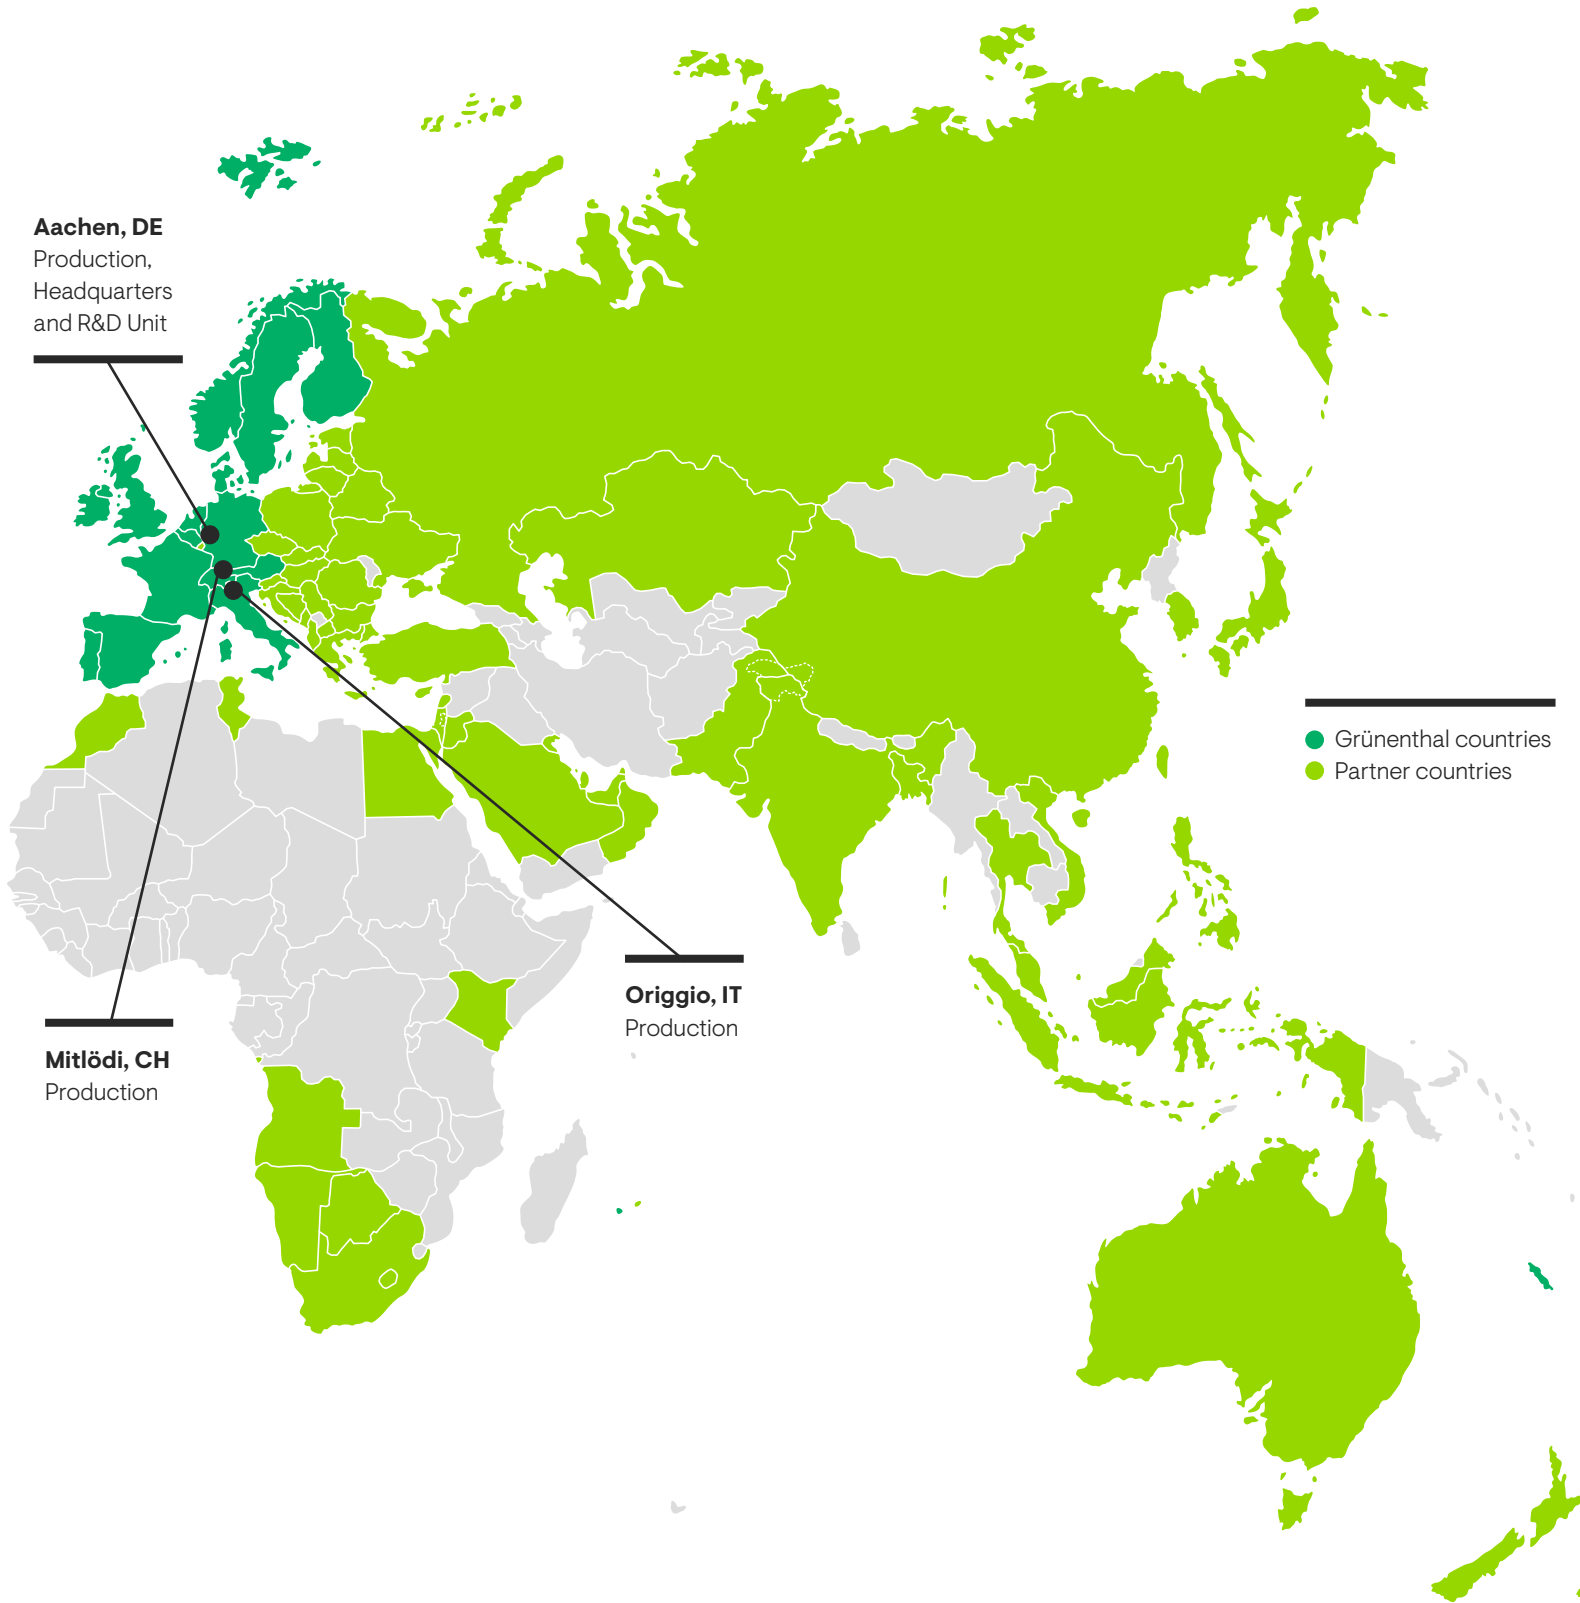 Aachen, DE
Production,
Headquarters
and R&D Unit
Grünenthal countries
Partner countries
Origgio, IT
Production
Mitlödi, CH
Production